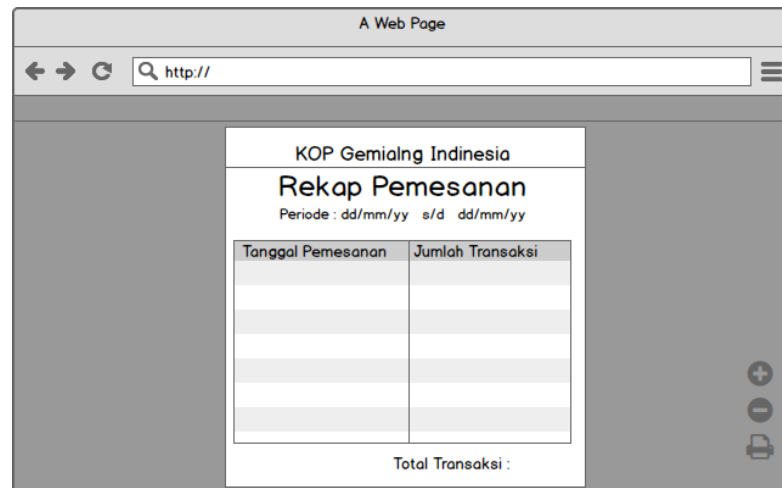 A Web Page
http://
KOP Gemialng Indinesia
Rekap Pemesanan
Periode : dd/mm/yy s/d dd/mm/yy
Tanggal Pemesanan Jumlah Transaksi
Total Transaksi :